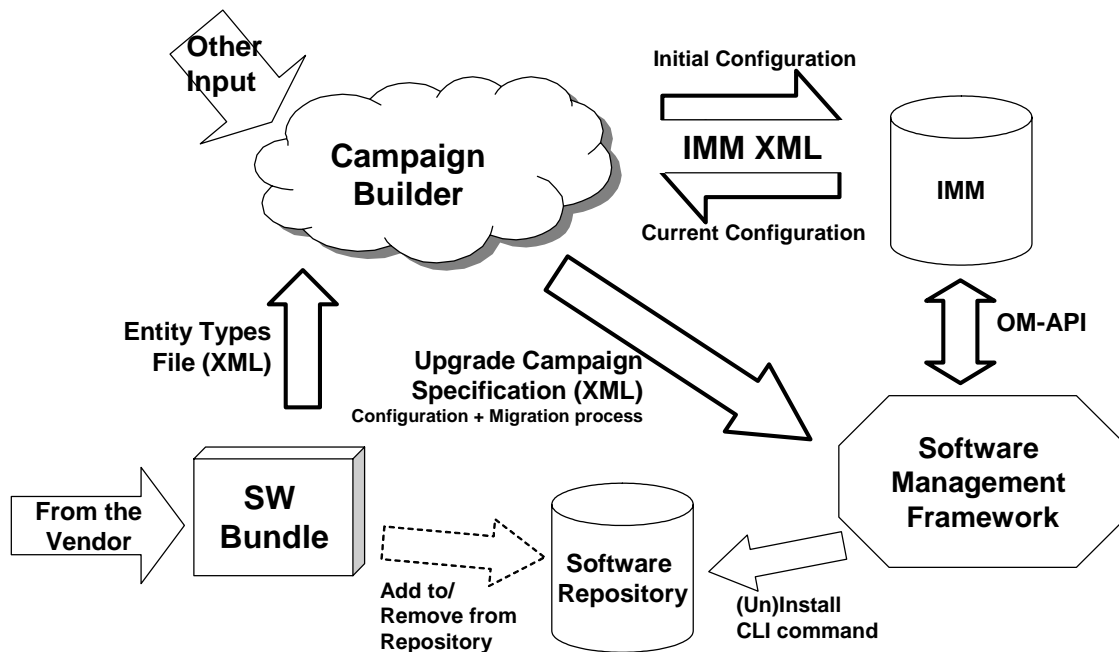 Other
Input
Campaign
Builder
Initial Configuration
IMM XML
Current Configuration
IMM
OM-API
Entity Types
File (XML)
Upgrade Campaign
Specification (XML)
Configuration + Migration process
Software
Management
Framework
From the
Vendor
SW
Bundle
Add to/
Remove from
Repository
Software
Repository
(Un)Install
CLI command